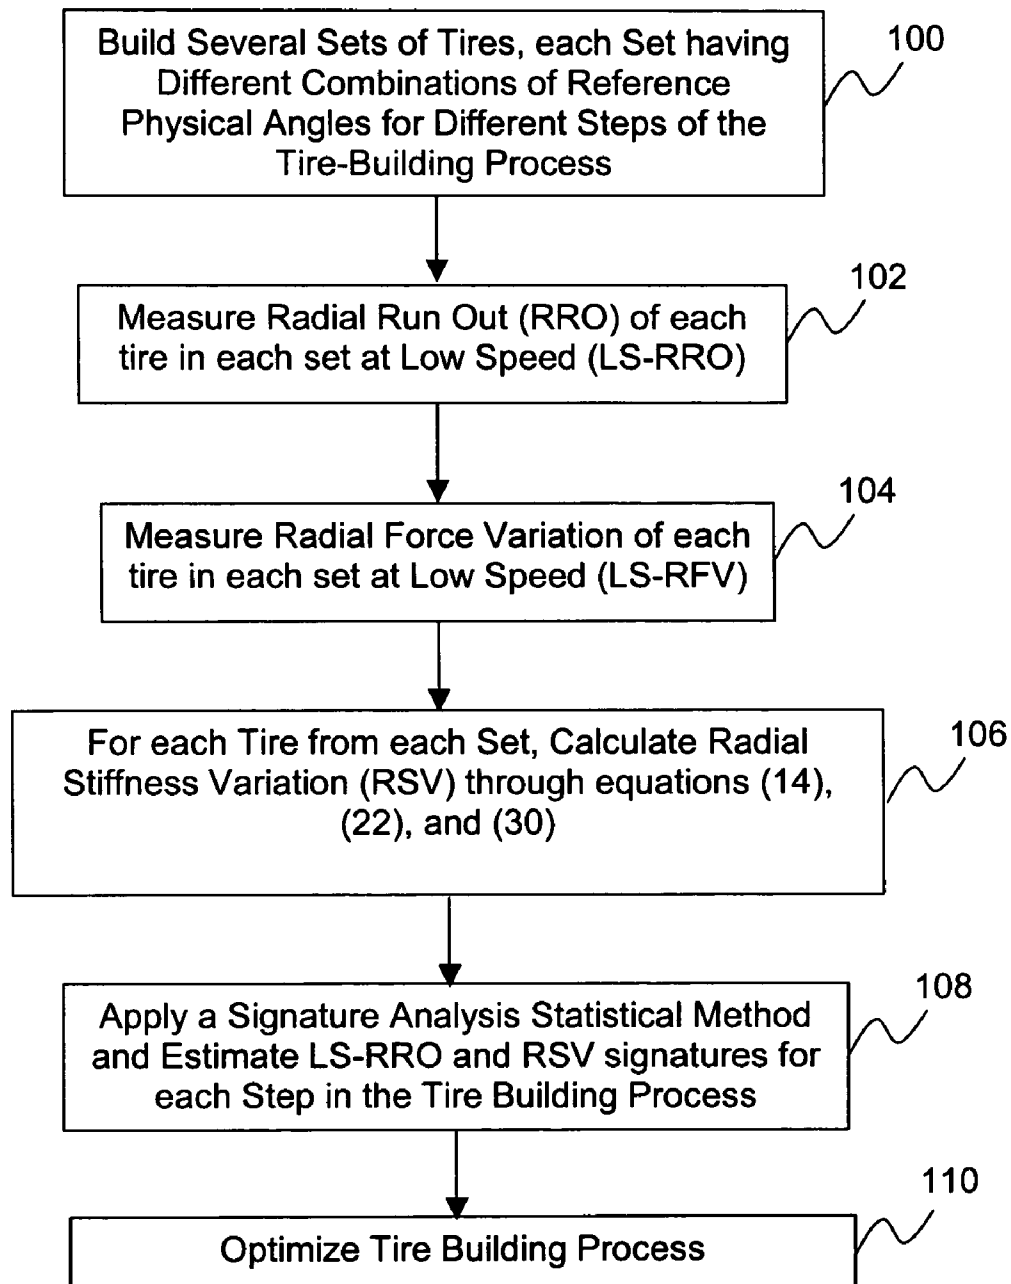 Build Several Sets of Tires, each Set having
Different Combinations of Reference
Physical Angles for Different Steps of the
Tire-Building Process
100
Measure Radial Run Out (RRO) of each
tire in each set at Low Speed (LS-RRO)
102
Measure Radial Force Variation of each
tire in each set at Low Speed (LS-RFV)
104
For each Tire from each Set, Calculate Radial
Stiffness Variation (RSV) through equations (14),
(22), and (30)
106
Apply a Signature Analysis Statistical Method
and Estimate LS-RRO and RSV signatures for
each Step in the Tire Building Process
108
Optimize Tire Building Process
110